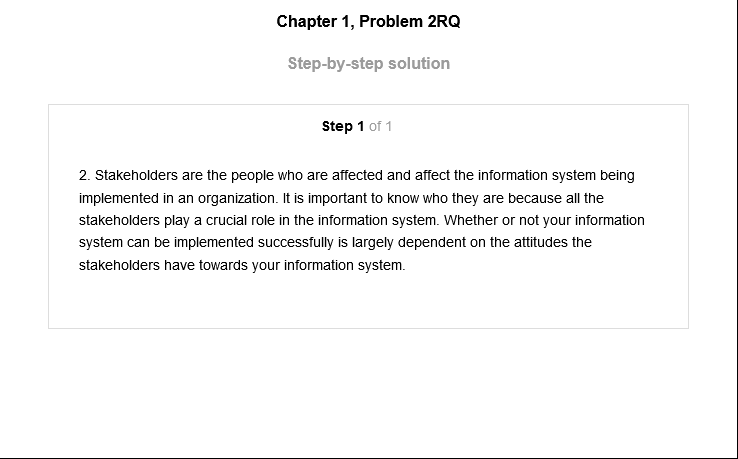 Chapter 1, Problem 2RQ
Step-by-step solution
Step 1 of 1
2. Stakeholders are the people who are affected and affect the information system being
implemented in an organization. It is important to know who they are because all the
stakeholders play a crucial role in the information system. Whether or not your information
system can be implemented successfully is largely dependent on the attitudes the
stakeholders have towards your information system.